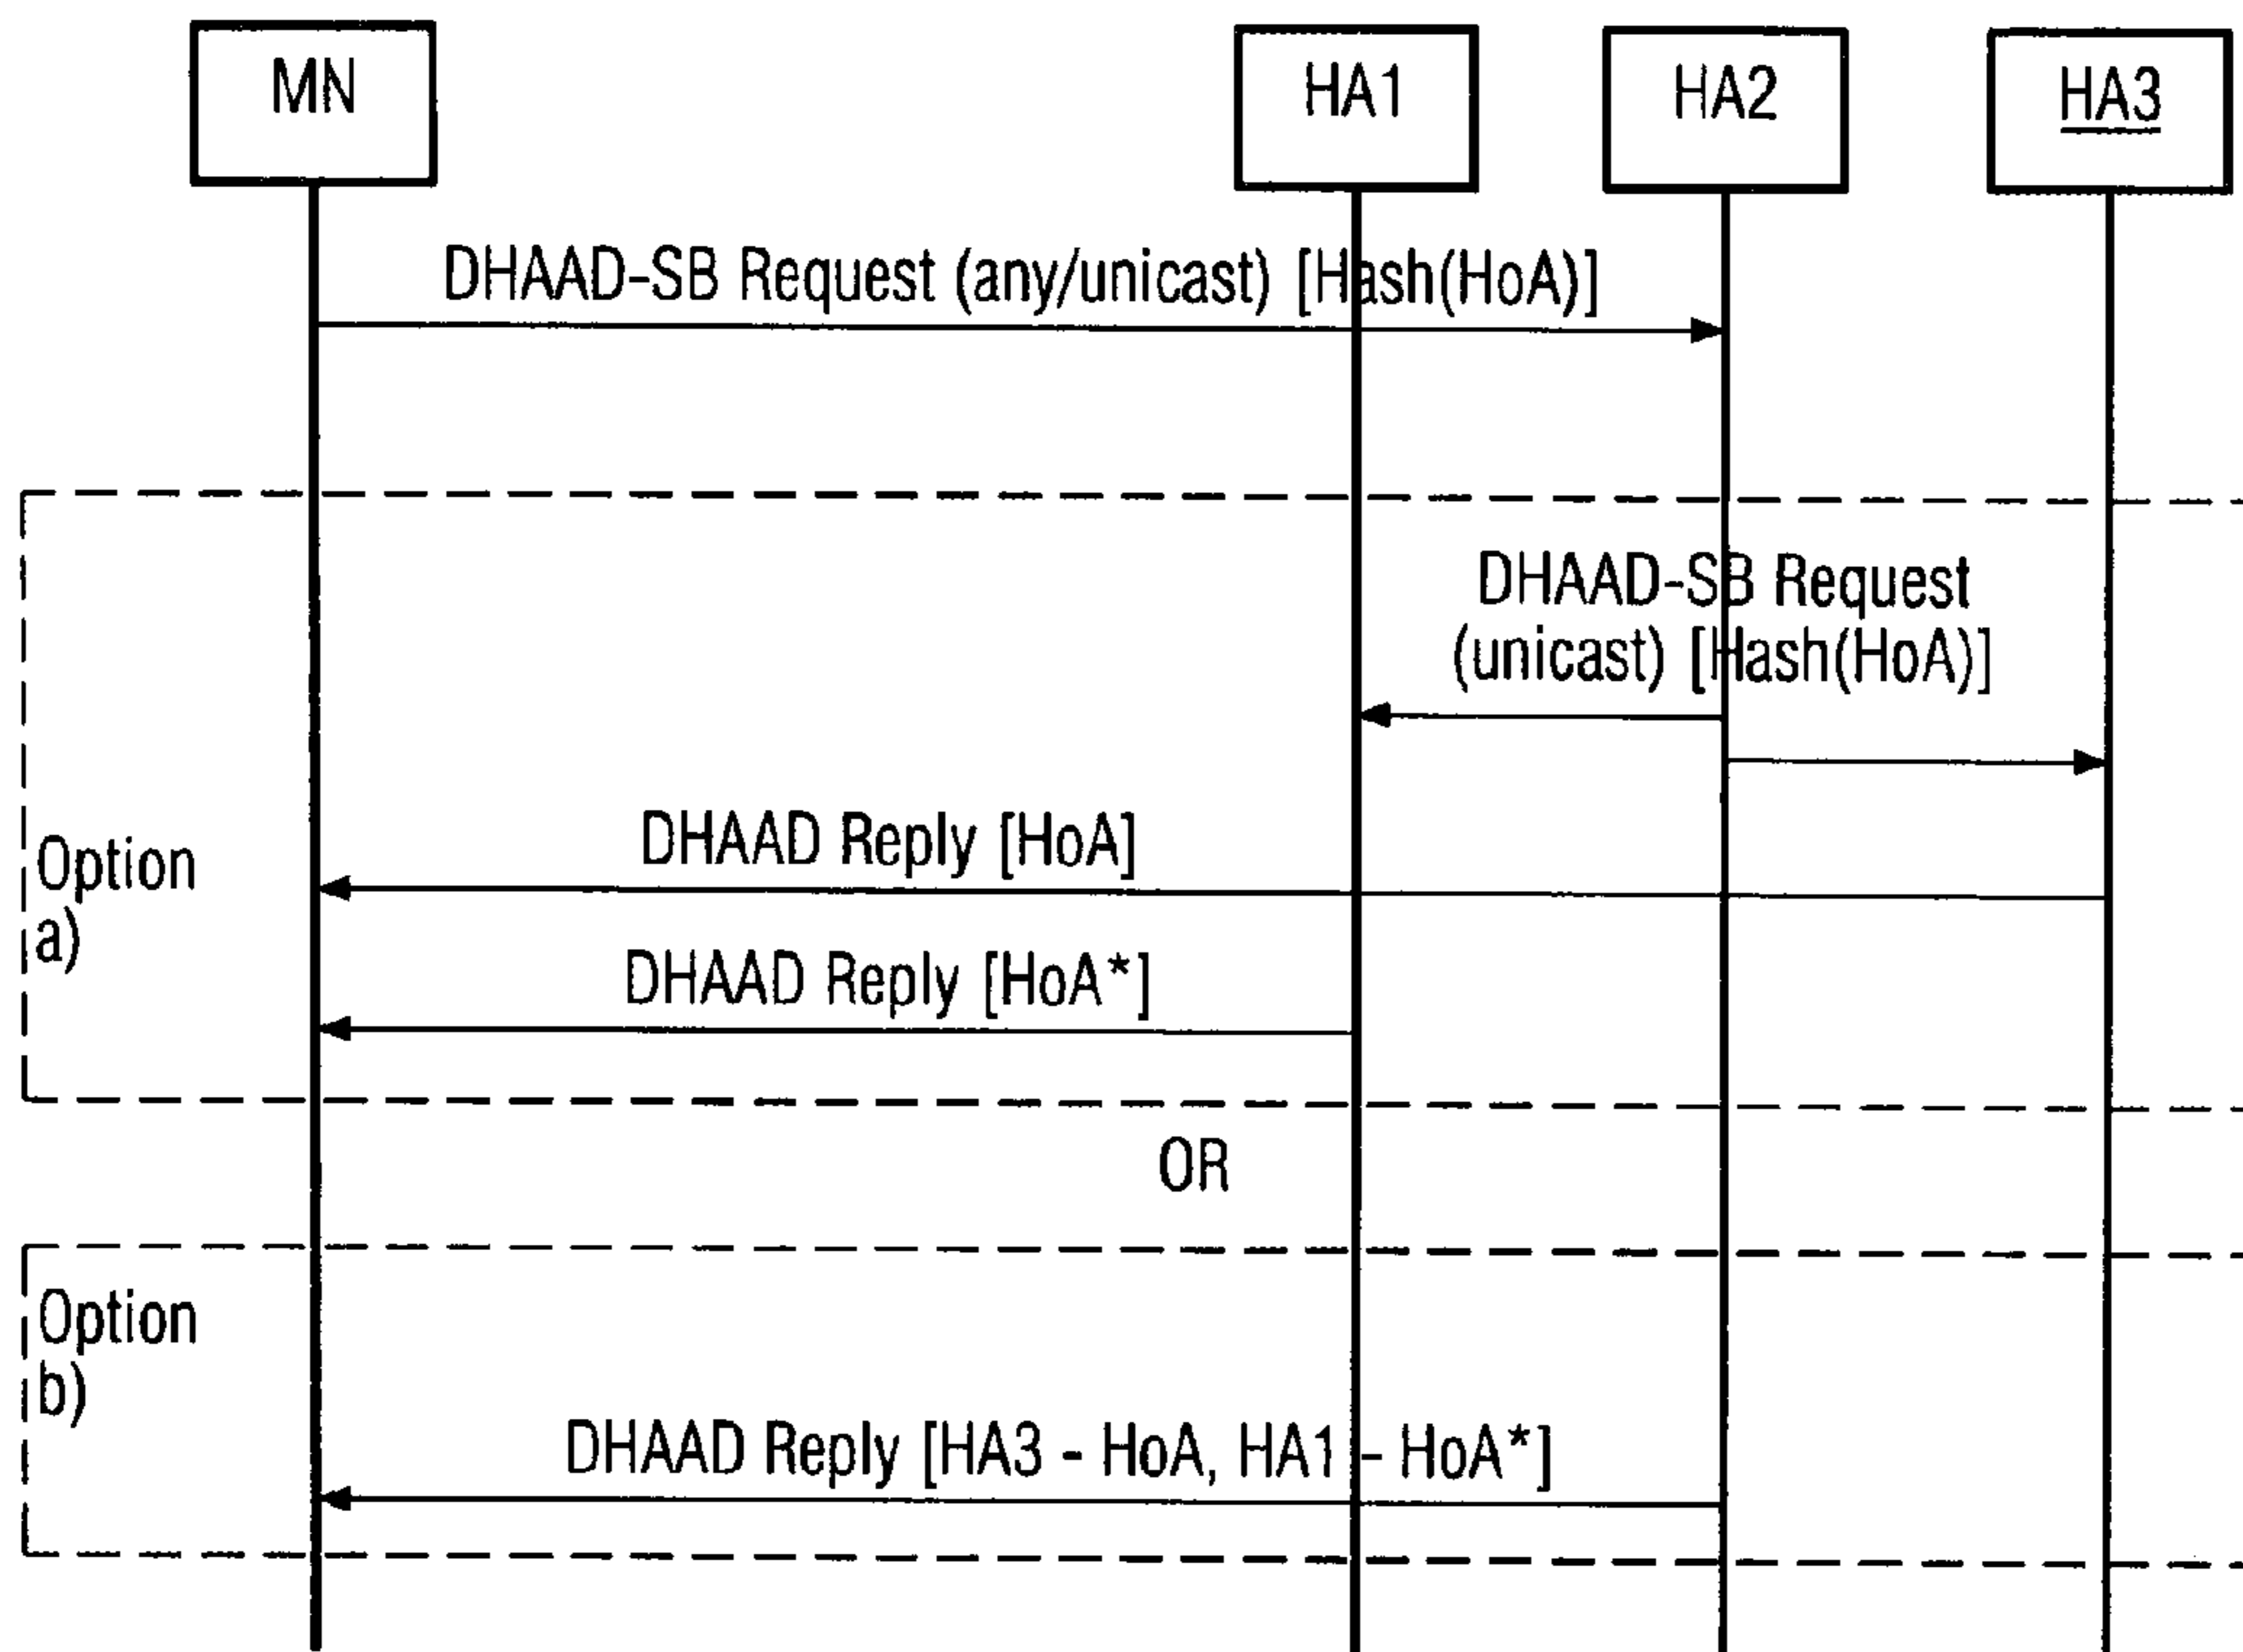 MN
HA1
HA2
HA3
DHAAD-SB Request (any/unicast) [Hash(HoA)]
DHAAD-SB Request
(unicast) [Hash(HoA)]
DHAAD Reply [HoA]
Option
a)
DHAAD Reply [HoA*]
OR
Option
b)
DHAAD Reply [HA3 - HoA, HA1 - HoA*]